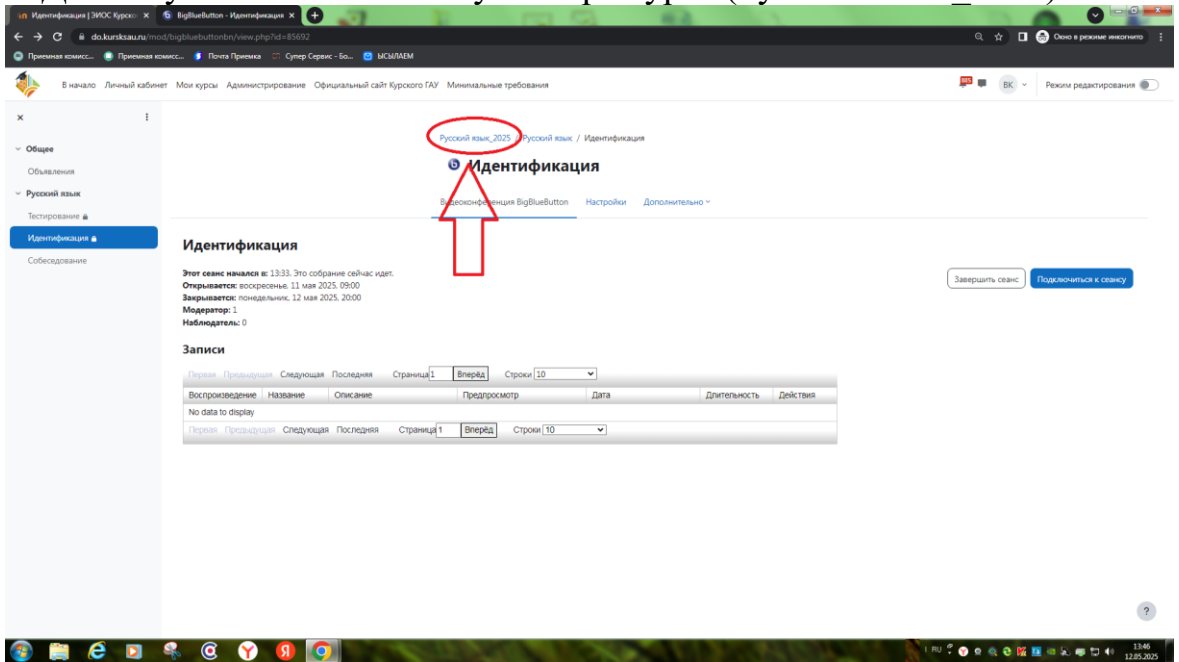 Идентификация | ЭИОС Курско
BigBlueButton - Идентификация
do.kursksau.ru/mod/bigbluebuttonbn/view.php?id=85692
Окно в режиме инкогнито
Приемная комисс...
Приемная комисс...
Почта Приемка
Супер Сервис - Бо...
ЫСЫЛАЕМ
В начало Личный кабинет Мои курсы Администрирование Официальный сайт Курского ГАУ Минимальные требования
ВК
Режим редактирования
Русский язык_2025 / Русский язык / Идентификация
Идентификация
Видеоконференция BigBlueButton Настройки Дополнительно
Общее
Объявления
Русский язык
Тестирование
Идентификация
Собеседование
Идентификация
Этот сеанс начался в: 13:33. Это собрание сейчас идет.
Открывается: воскресенье, 11 мая 2025, 09:00
Закрывается: понедельник, 12 мая 2025, 20:00
Модератор: 1
Наблюдатель: 0
Завершить сеанс Подключиться к сеансу
Записи
Первая Предыдущая Следующая Последняя Страница 1 Вперёд Строки 10
Воспроизведение Название Описание Предпросмотр Дата Длительность Действия
No data to display
Первая Предыдущая Следующая Последняя Страница 1 Вперёд Строки 10
?
RU
13:46
12.05.2025